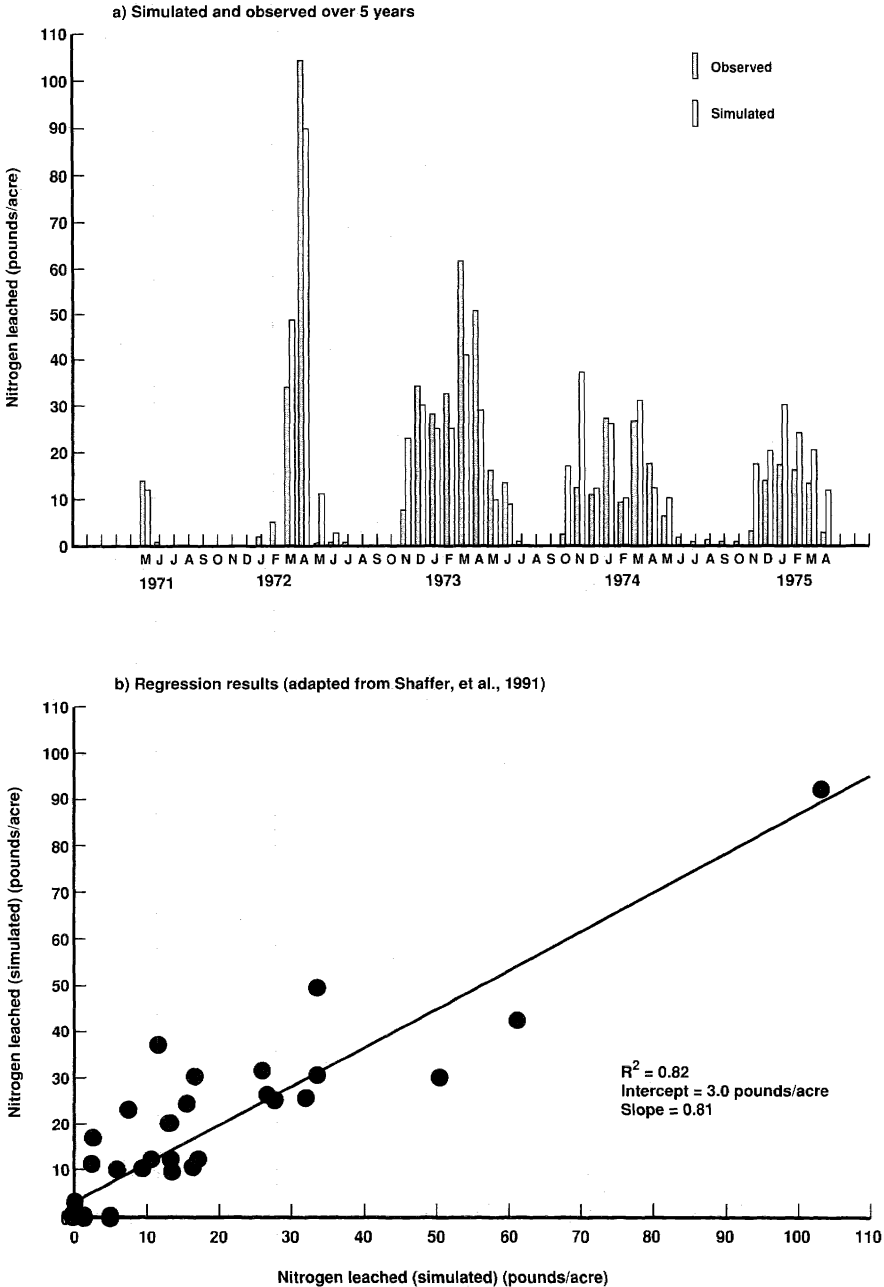 a) Simulated and observed over 5 years
110
100
90
80
70
60
50
40
30
20
10
0
Nitrogen leached (pounds/acre)
Observed
Simulated
M J J A S O N D J F M A M J J A S O N D J F M A M J J A S O N D J F M A M J J A S O N D J F M A
1971 1972 1973 1974 1975
b) Regression results (adapted from Shaffer, et al., 1991)
110
100
90
80
70
60
50
40
30
20
10
0
Nitrogen leached (simulated) (pounds/acre)
R² = 0.82
Intercept = 3.0 pounds/acre
Slope = 0.81
0 10 20 30 40 50 60 70 80 90 100 110
Nitrogen leached (simulated) (pounds/acre)